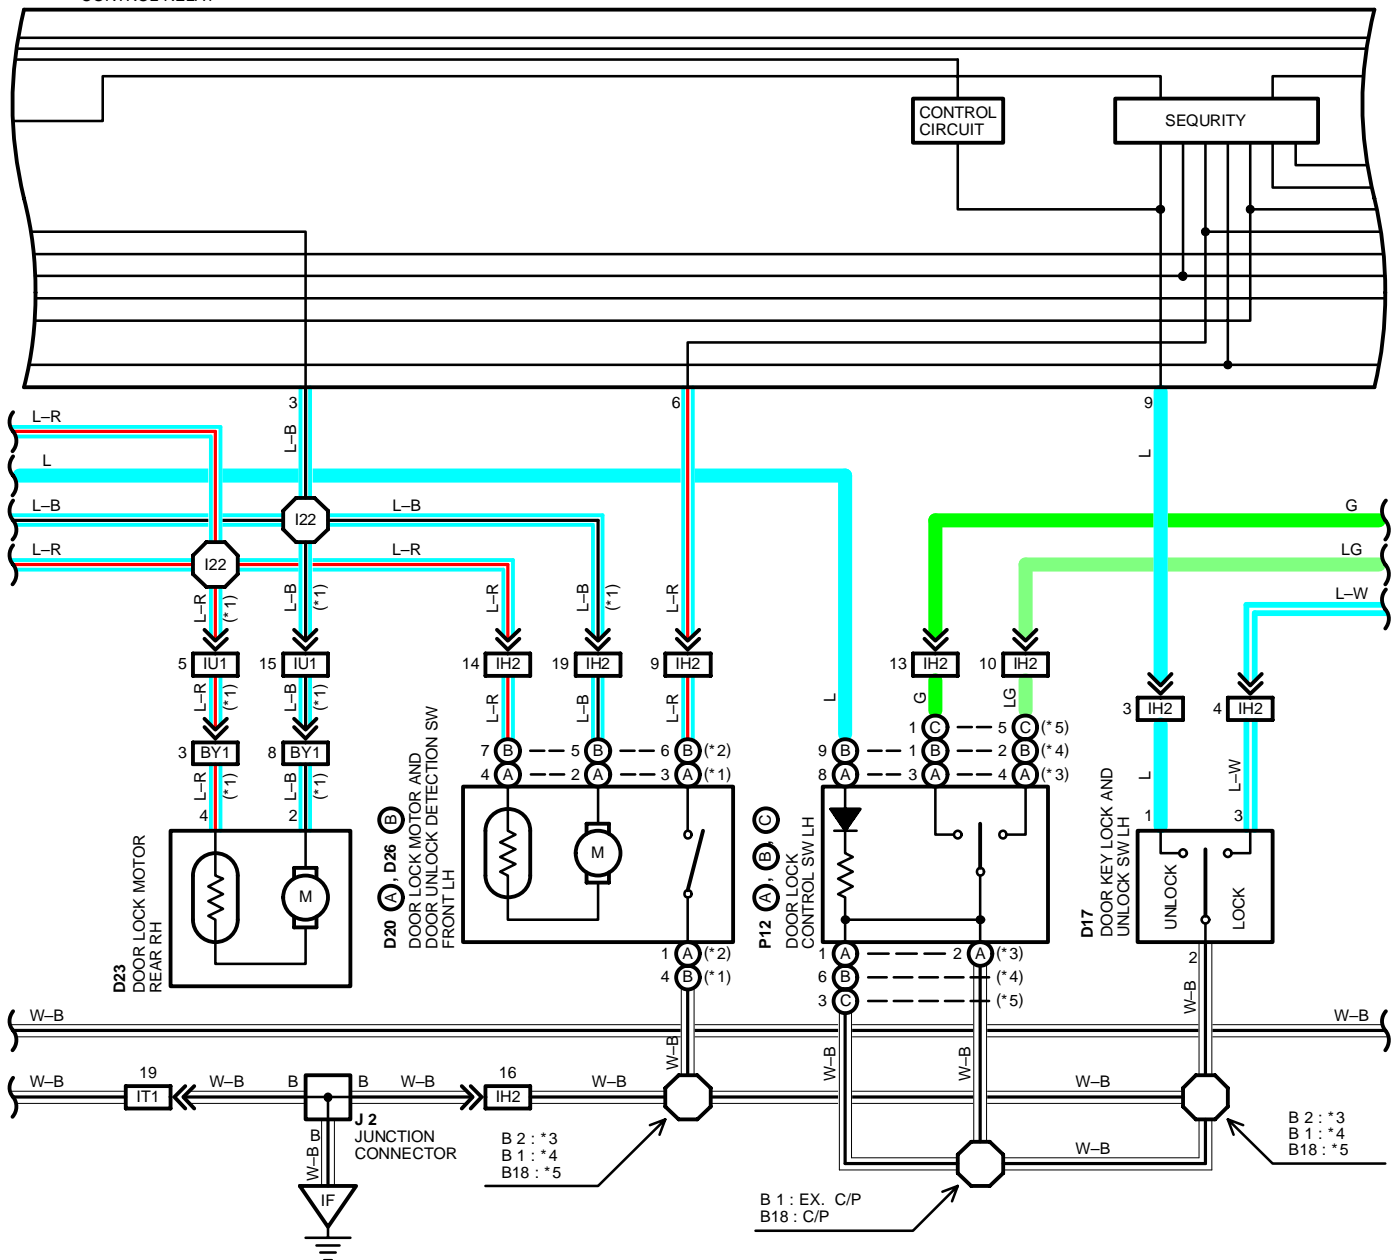 CONTROL
CIRCUIT
SEQURITY
3
6
9
L–R
L–B
L
L
L–B
L–B
I22
G
L–R
L–R
I22
LG
L–W
L–R
(*1)
L–B
(*1)
L–R
L–B
(*1)
L–R
5 IU1
15 IU1
14 IH2
19 IH2
9 IH2
13 IH2
10 IH2
L–R
(*1)
L–B
(*1)
L–R
L–B
L–R
L
G
LG
3 IH2
4 IH2
3 BY1
8 BY1
1 C
5 C (*5)
7 B
5 B
6 B (*2)
9 B
1 B
2 B (*4)
4 A
2 A
3 A (*1)
8 A
3 A
4 A (*3)
L–R
(*1)
L–B
(*1)
L
L–W
4
2
1
3
D23
DOOR LOCK MOTOR
REAR RH
M
D20 A , D26 B
DOOR LOCK MOTOR AND
DOOR UNLOCK DETECTION SW
FRONT LH
M
P12 A , B , C
DOOR LOCK
CONTROL SW LH
D17
DOOR KEY LOCK AND
UNLOCK SW LH
UNLOCK
LOCK
1 A (*2)
4 B (*1)
1 A
2 A (*3)
6 B (*4)
3 C (*5)
2
W–B
W–B
W–B
W–B
W–B
W–B
W–B
19
IT1
W–B
B
B
W–B
16
IH2
W–B
W–B
J 2
JUNCTION
CONNECTOR
B
W–B
IF
B 2 : *3
B 1 : *4
B18 : *5
W–B
B 1 : EX. C/P
B18 : C/P
B 2 : *3
B 1 : *4
B18 : *5